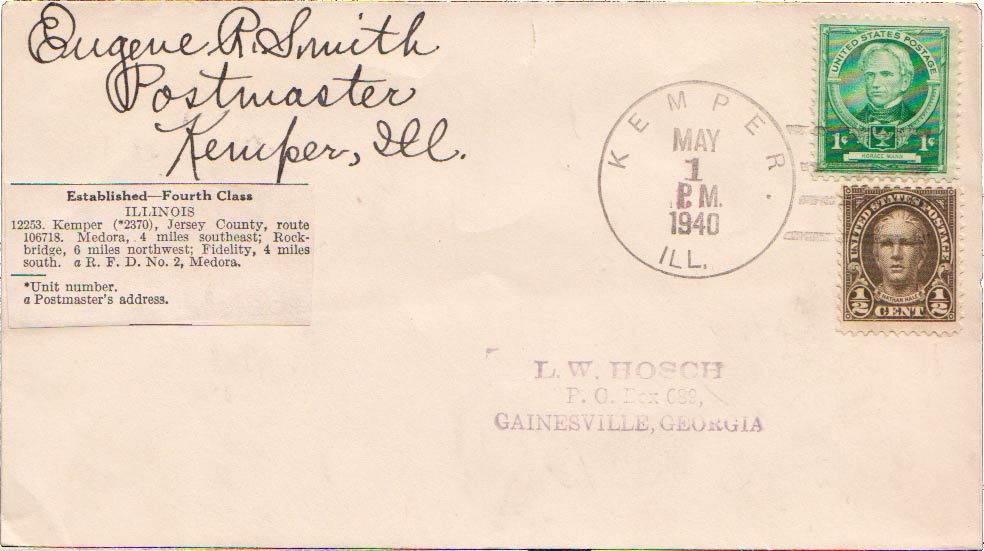 Eugene R. Smith
Postmaster
Kemper, Ill.
Established—Fourth Class
ILLINOIS
12253. Kemper (*2370), Jersey County, route
106718. Medora, 4 miles southeast; Rock-
bridge, 6 miles northwest; Fidelity, 4 miles
south. a R. F. D. No. 2, Medora.
*Unit number.
a Postmaster's address.
KEMPER
MAY
1
P.M.
1940
ILL.
UNITED STATES POSTAGE
1¢ 1¢
HORACE MANN
UNITED STATES POSTAGE
NATHAN HALE
1/2 CENT 1/2
L. W. HOSCH
P. O. Box 689,
GAINESVILLE, GEORGIA